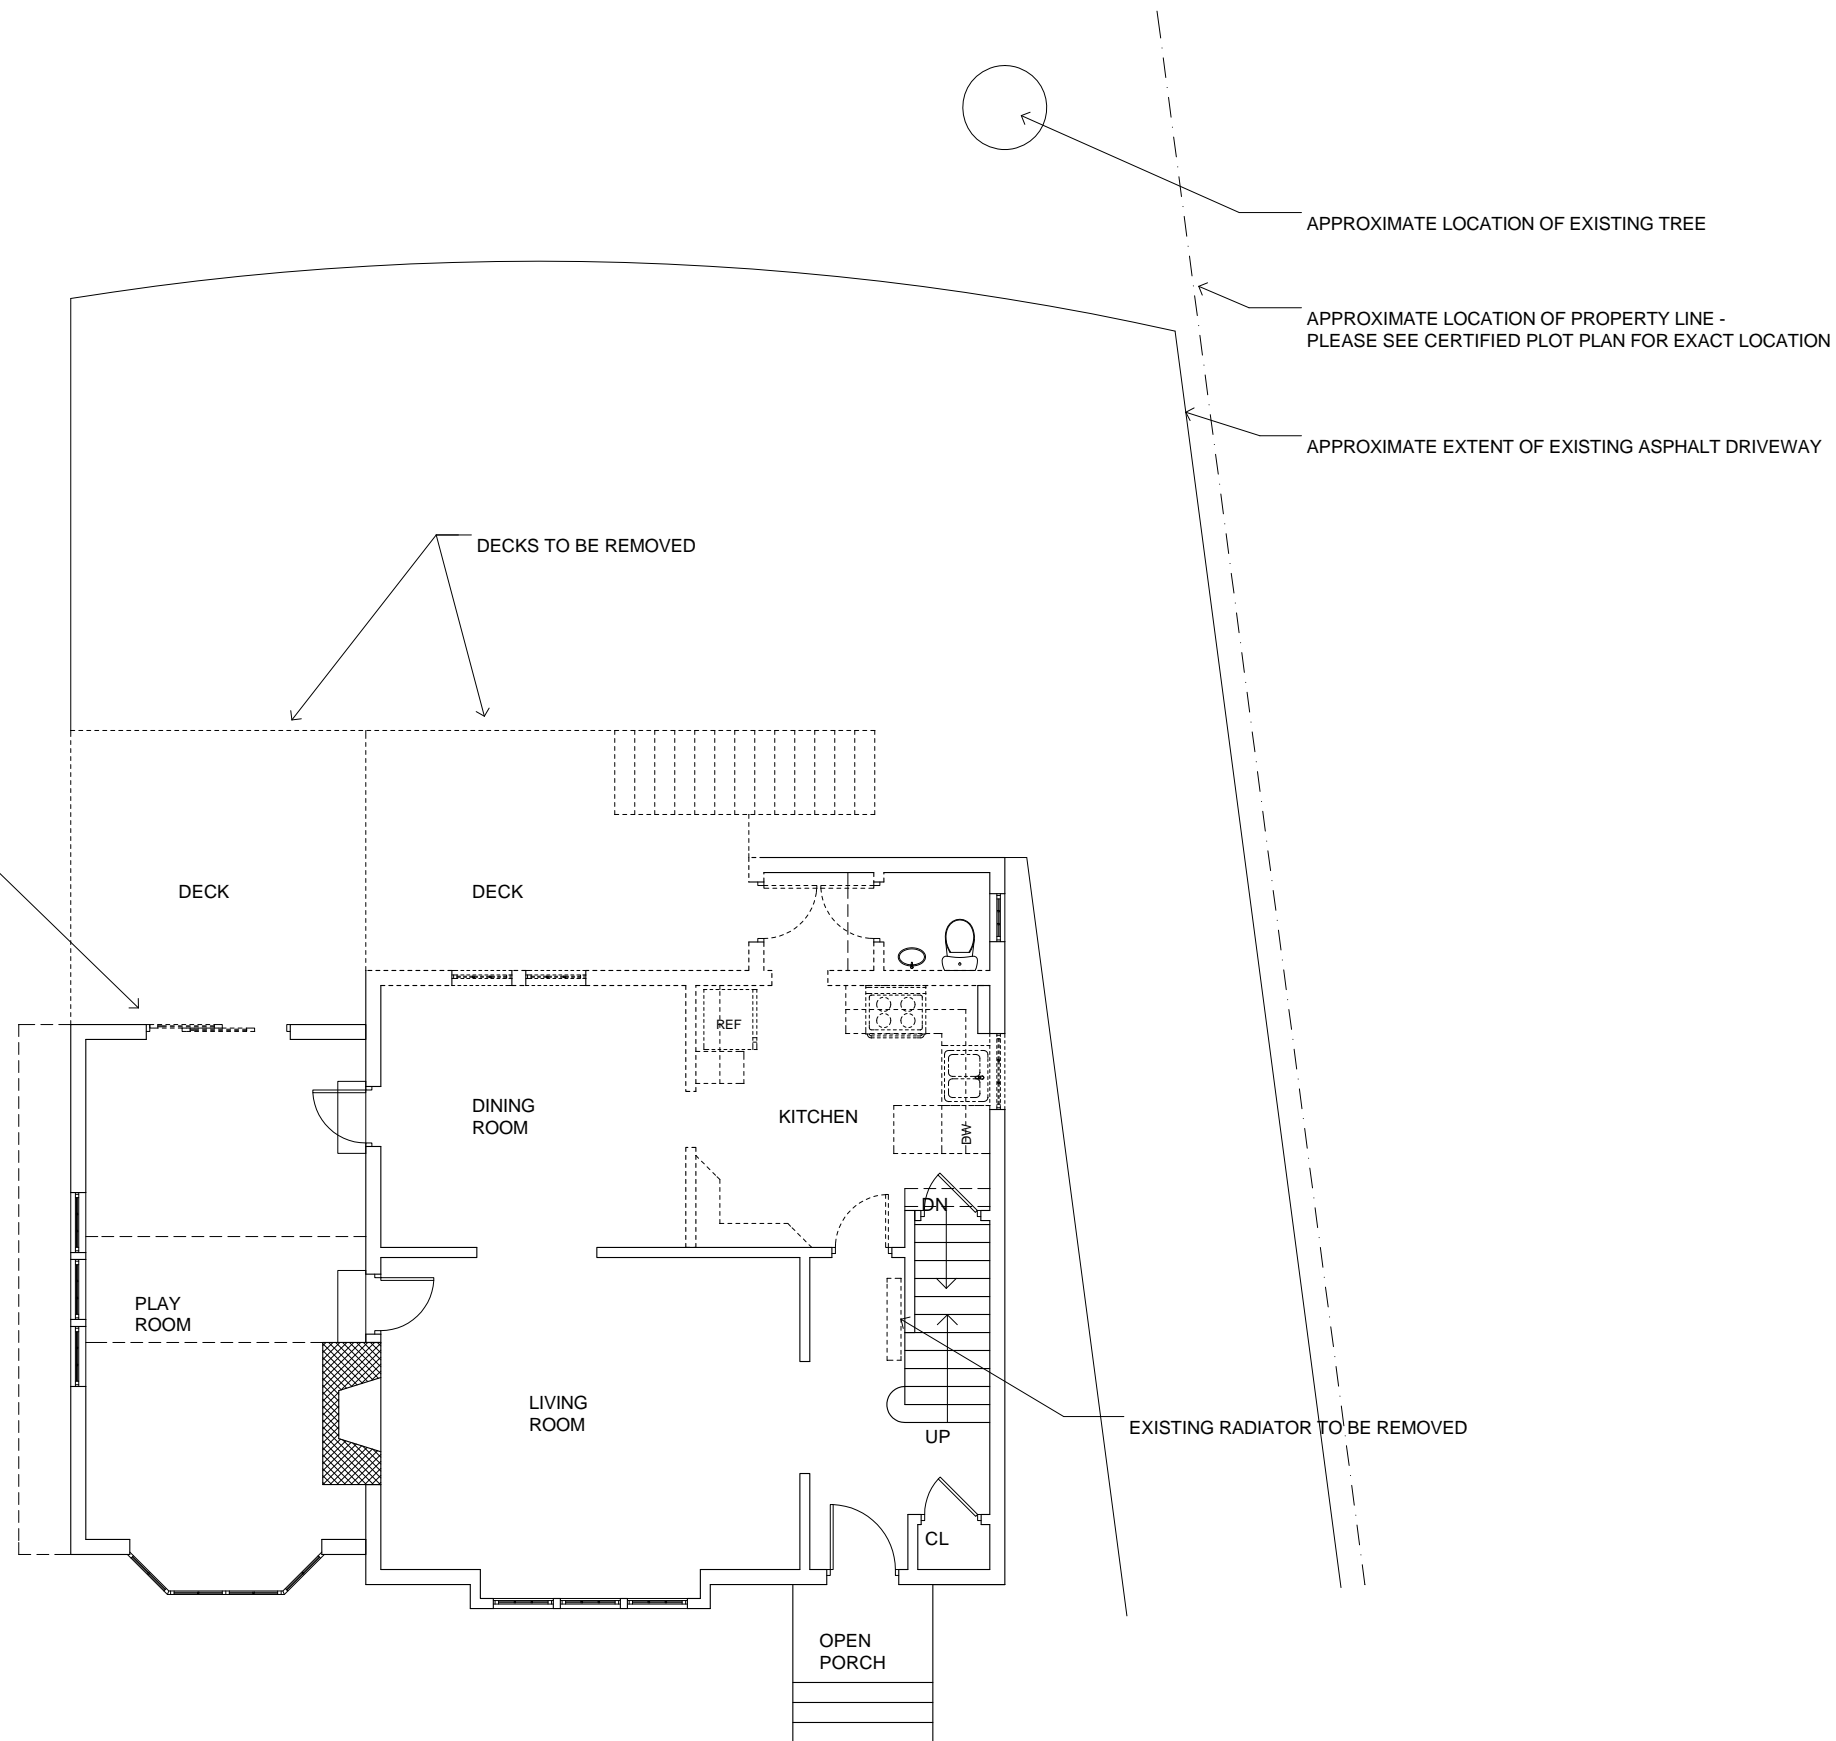 APPROXIMATE LOCATION OF EXISTING TREE
APPROXIMATE LOCATION OF PROPERTY LINE -
PLEASE SEE CERTIFIED PLOT PLAN FOR EXACT LOCATION
APPROXIMATE EXTENT OF EXISTING ASPHALT DRIVEWAY
DECKS TO BE REMOVED
DECK
DECK
REF
DINING
ROOM
KITCHEN
DW
DN
PLAY
ROOM
LIVING
ROOM
EXISTING RADIATOR TO BE REMOVED
UP
CL
OPEN
PORCH